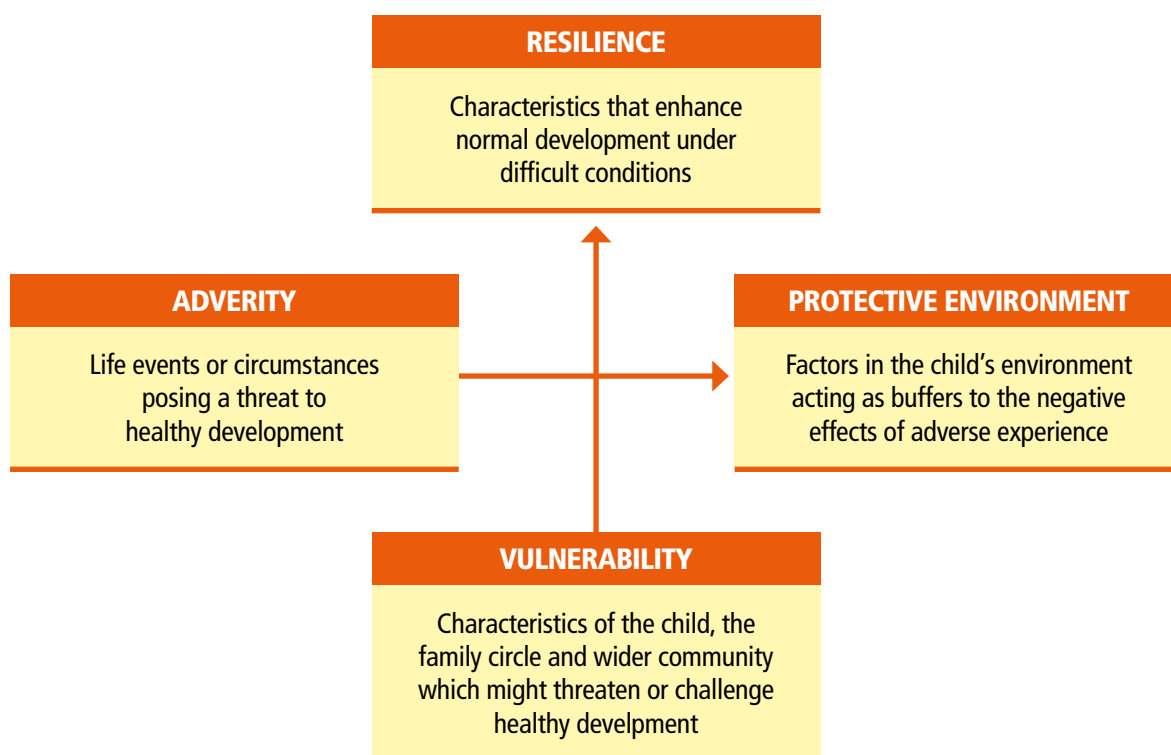 RESILIENCE
Characteristics that enhance
normal development under
difficult conditions
ADVERITY
Life events or circumstances
posing a threat to
healthy development
PROTECTIVE ENVIRONMENT
Factors in the child’s environment
acting as buffers to the negative
effects of adverse experience
VULNERABILITY
Characteristics of the child, the
family circle and wider community
which might threaten or challenge
healthy develpment